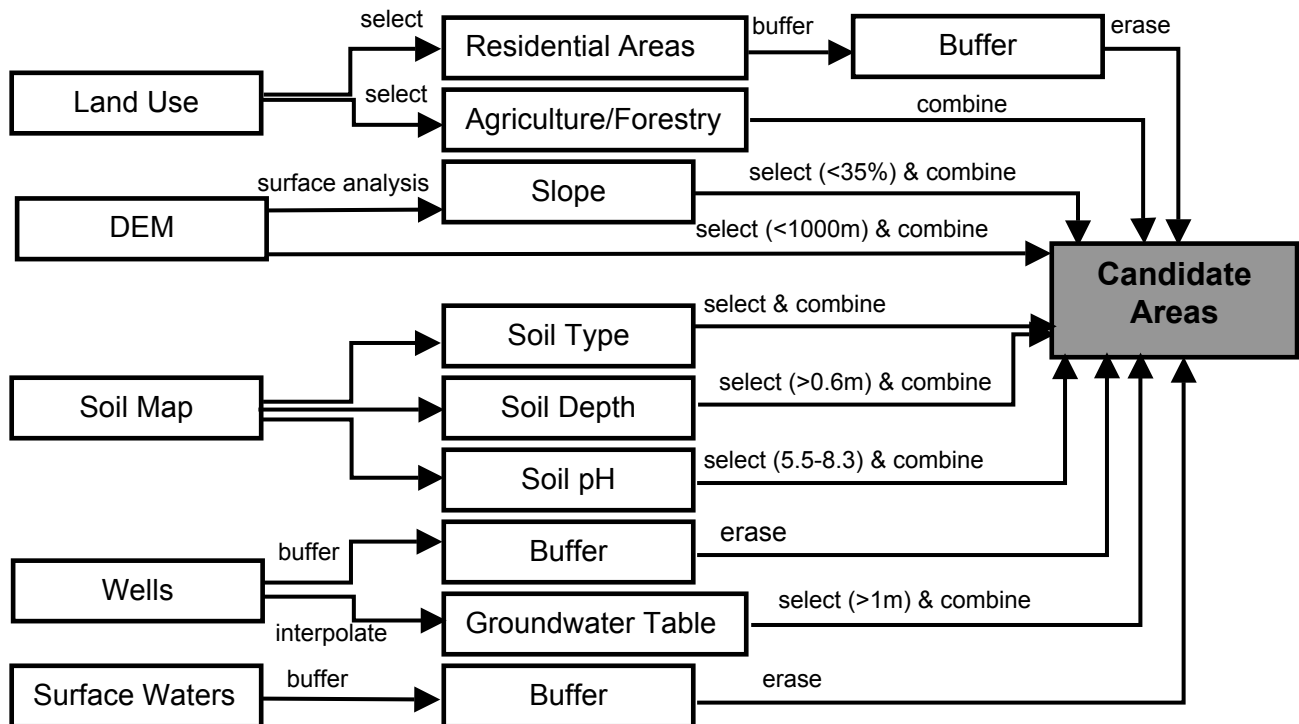 select
Residential Areas
buffer
Buffer
erase
Land Use
select
Agriculture/Forestry
combine
surface analysis
Slope
select (<35%) & combine
DEM
select (<1000m) & combine
Candidate
Areas
Soil Type
select & combine
Soil Map
Soil Depth
select (>0.6m) & combine
Soil pH
select (5.5-8.3) & combine
Wells
buffer
Buffer
erase
interpolate
Groundwater Table
select (>1m) & combine
Surface Waters
buffer
Buffer
erase